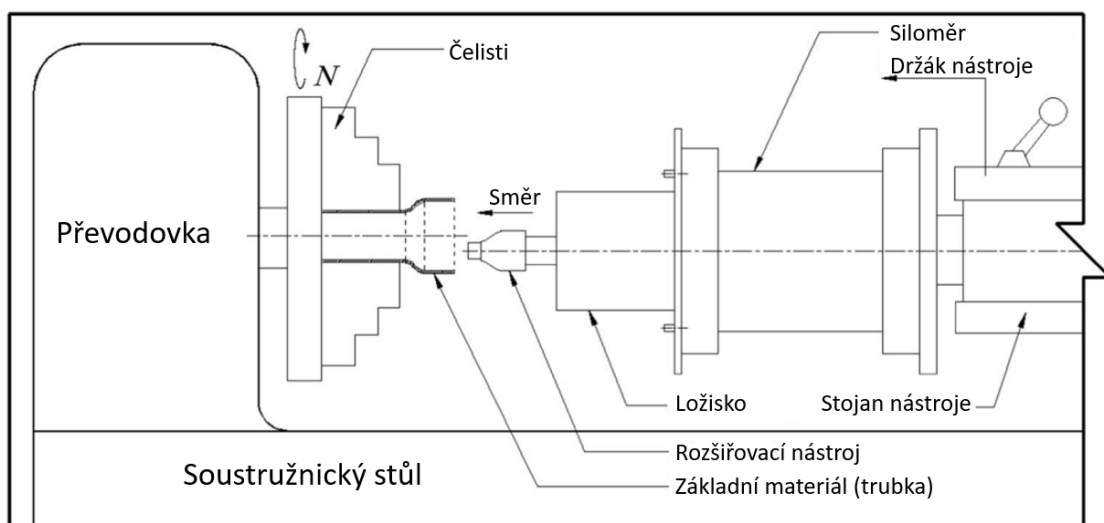 Siloměr
Čelisti
Držák nástroje
N
Směr
Převodovka
Ložisko
Stojan nástroje
Rozšiřovací nástroj
Soustružnický stůl
Základní materiál (trubka)